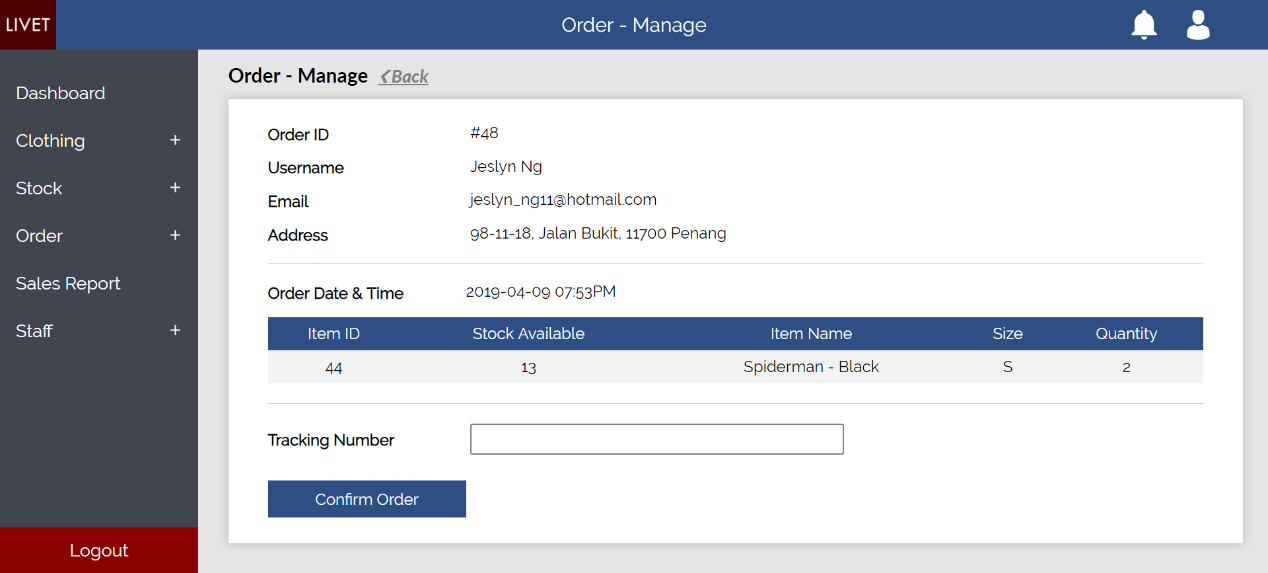 LIVET
Order - Manage
Order - Manage ❮Back
Dashboard
Clothing +
Stock +
Order +
Sales Report
Staff +
Logout
Order ID #48
Username Jeslyn Ng
Email jeslyn_ng11@hotmail.com
Address 98-11-18, Jalan Bukit, 11700 Penang
Order Date & Time 2019-04-09 07:53PM
Item ID Stock Available Item Name Size Quantity
44 13 Spiderman - Black S 2
Tracking Number
Confirm Order